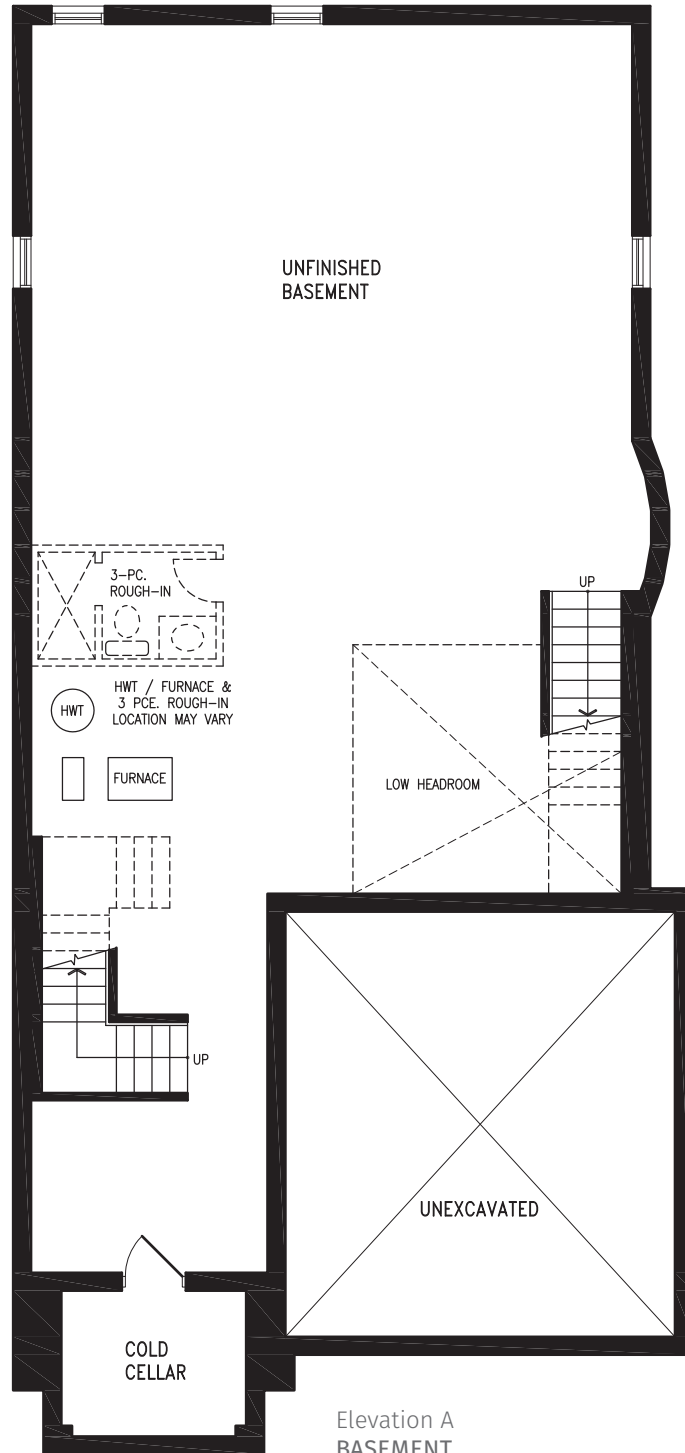 UNFINISHED
BASEMENT
3-PC.
ROUGH-IN
UP
HWT
HWT / FURNACE &
3 PCE. ROUGH-IN
LOCATION MAY VARY
FURNACE
LOW HEADROOM
UP
UNEXCAVATED
COLD
CELLAR
Elevation A
BASEMENT